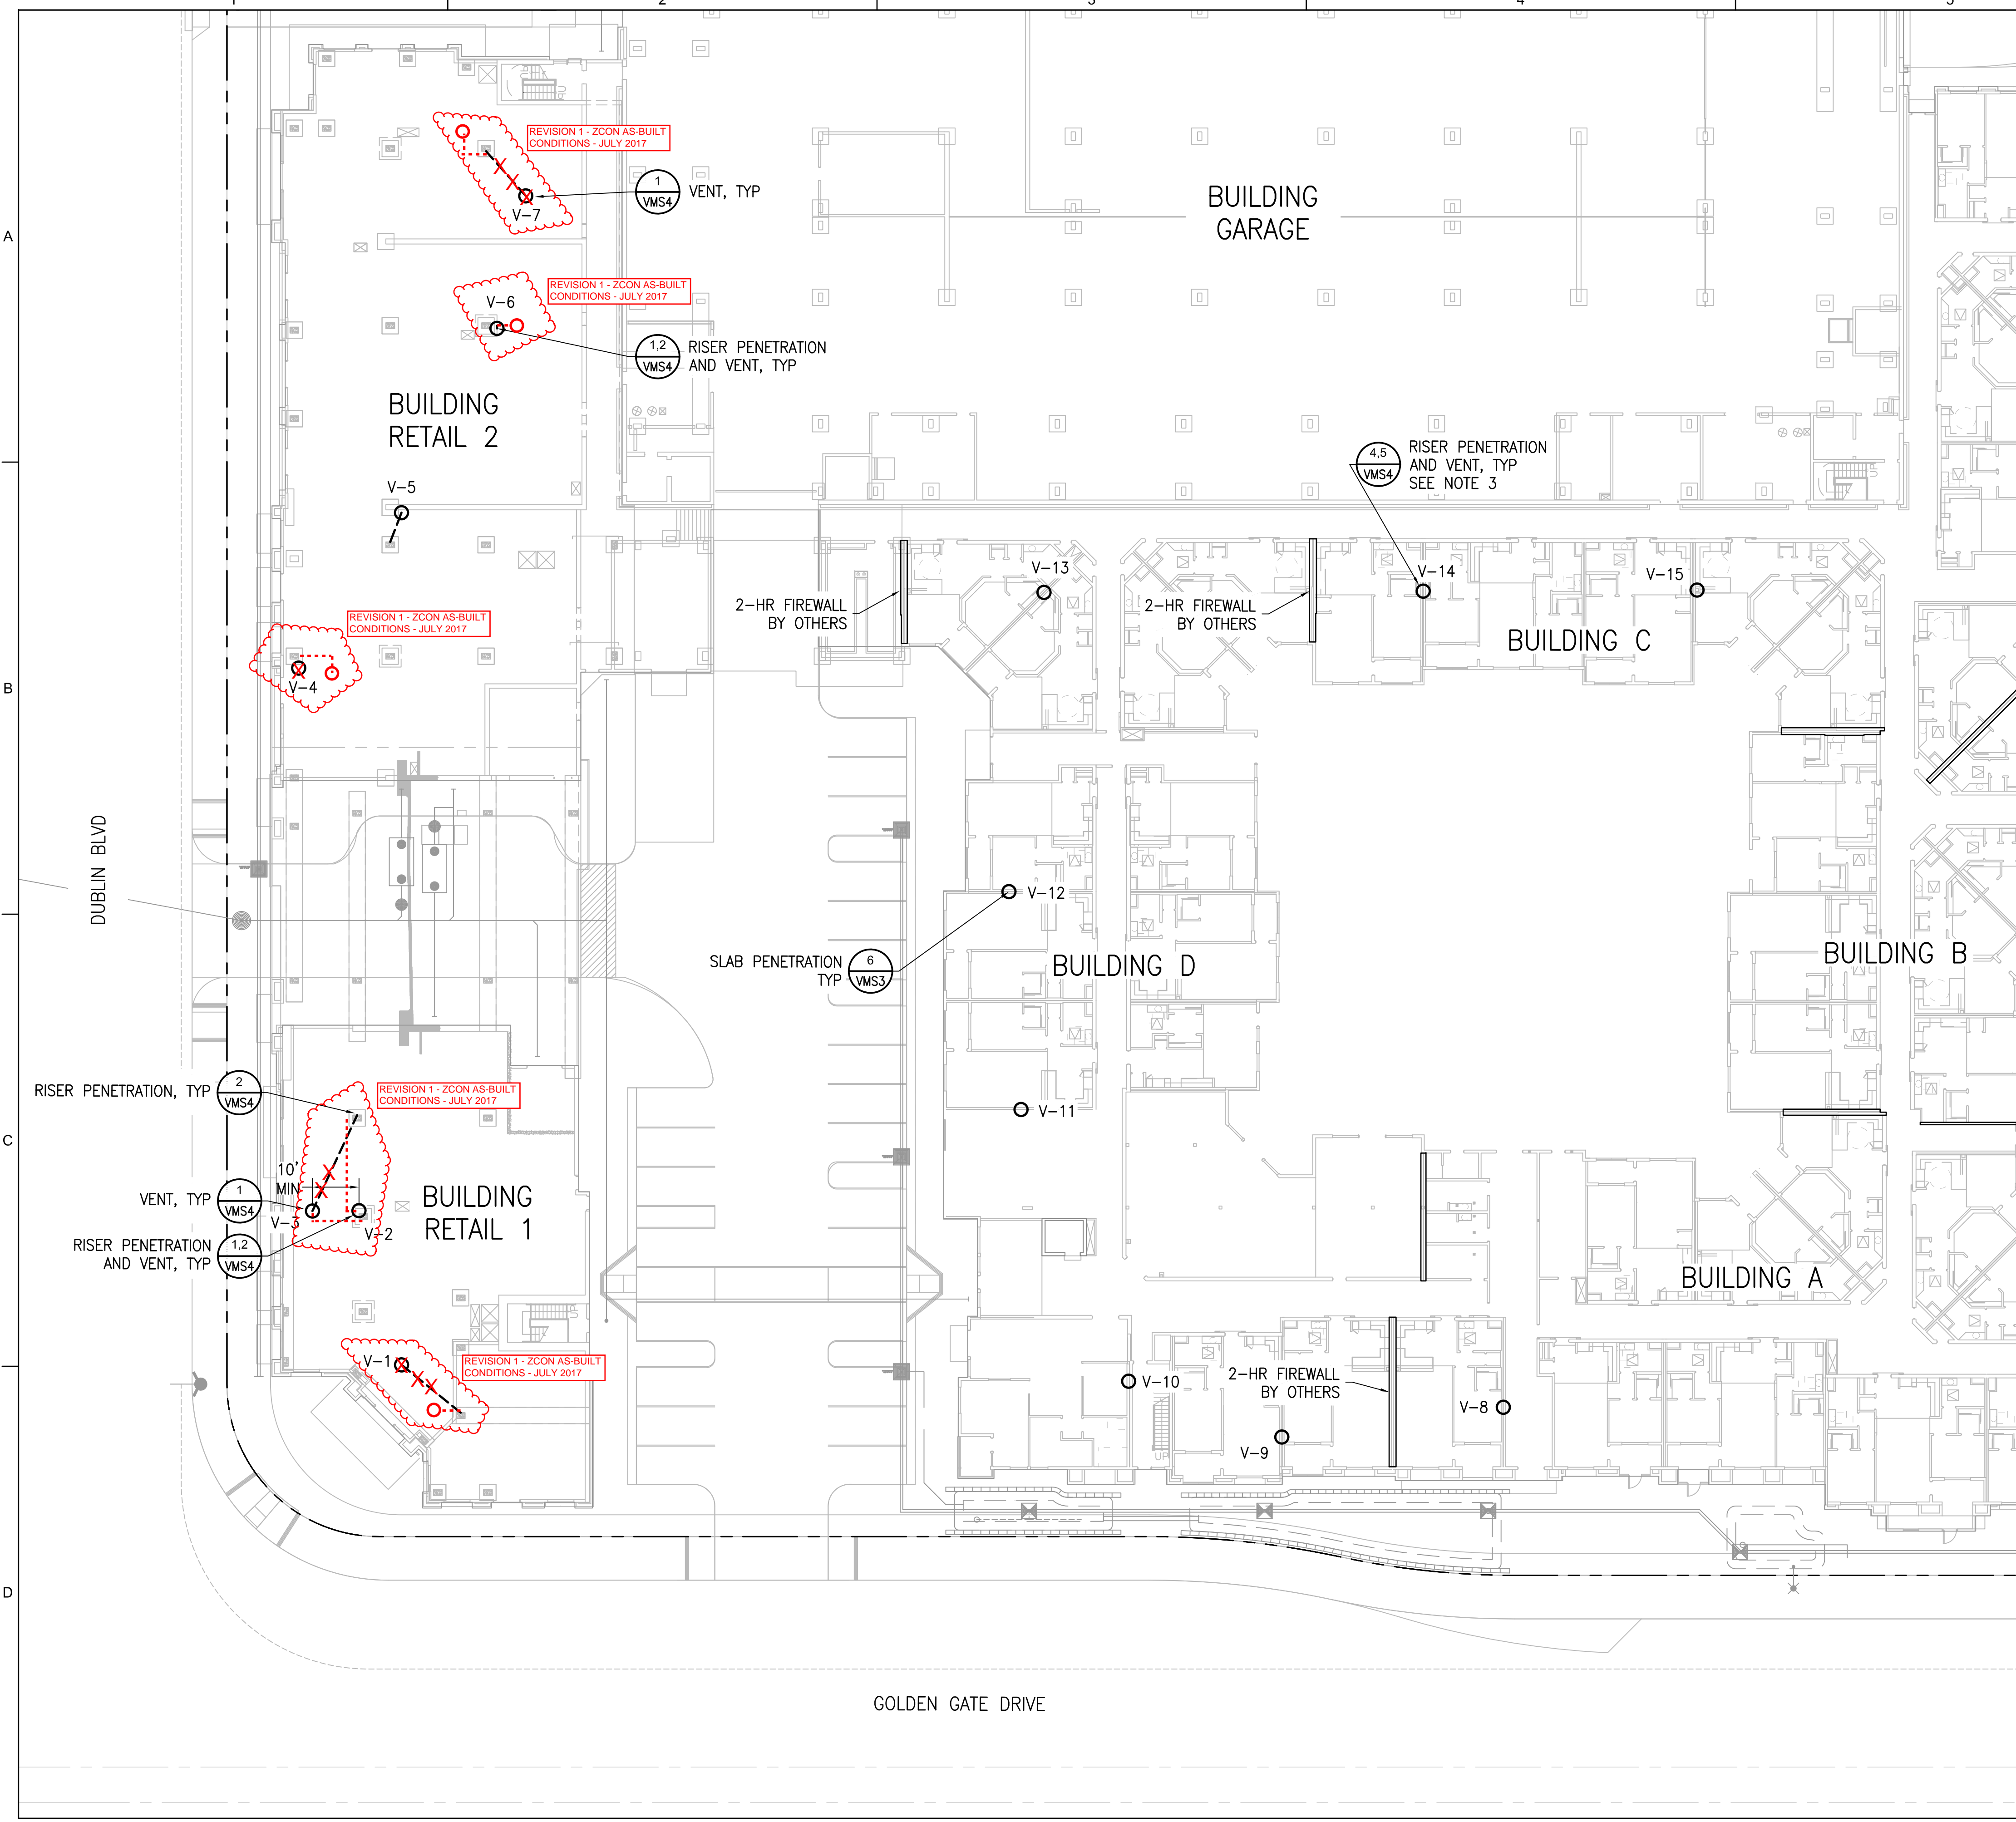 1
2
3
4
5
A
B
C
D
REVISION 1 - ZCON AS-BUILT
CONDITIONS - JULY 2017
1
VMS4
VENT, TYP
V-7
BUILDING
GARAGE
REVISION 1 - ZCON AS-BUILT
CONDITIONS - JULY 2017
V-6
1,2
VMS4
RISER PENETRATION
AND VENT, TYP
BUILDING
RETAIL 2
4,5
VMS4
RISER PENETRATION
AND VENT, TYP
SEE NOTE 3
V-5
V-13
V-14
V-15
2-HR FIREWALL
BY OTHERS
2-HR FIREWALL
BY OTHERS
BUILDING C
REVISION 1 - ZCON AS-BUILT
CONDITIONS - JULY 2017
V-4
DUBLIN BLVD
V-12
SLAB PENETRATION
TYP
6
VMS3
BUILDING D
BUILDING B
RISER PENETRATION, TYP
2
VMS4
REVISION 1 - ZCON AS-BUILT
CONDITIONS - JULY 2017
V-11
10'
MIN
VENT, TYP
1
VMS4
V-3
V-2
BUILDING
RETAIL 1
RISER PENETRATION
AND VENT, TYP
1,2
VMS4
BUILDING A
V-1
REVISION 1 - ZCON AS-BUILT
CONDITIONS - JULY 2017
V-10
2-HR FIREWALL
BY OTHERS
V-8
V-9
UP
GOLDEN GATE DRIVE